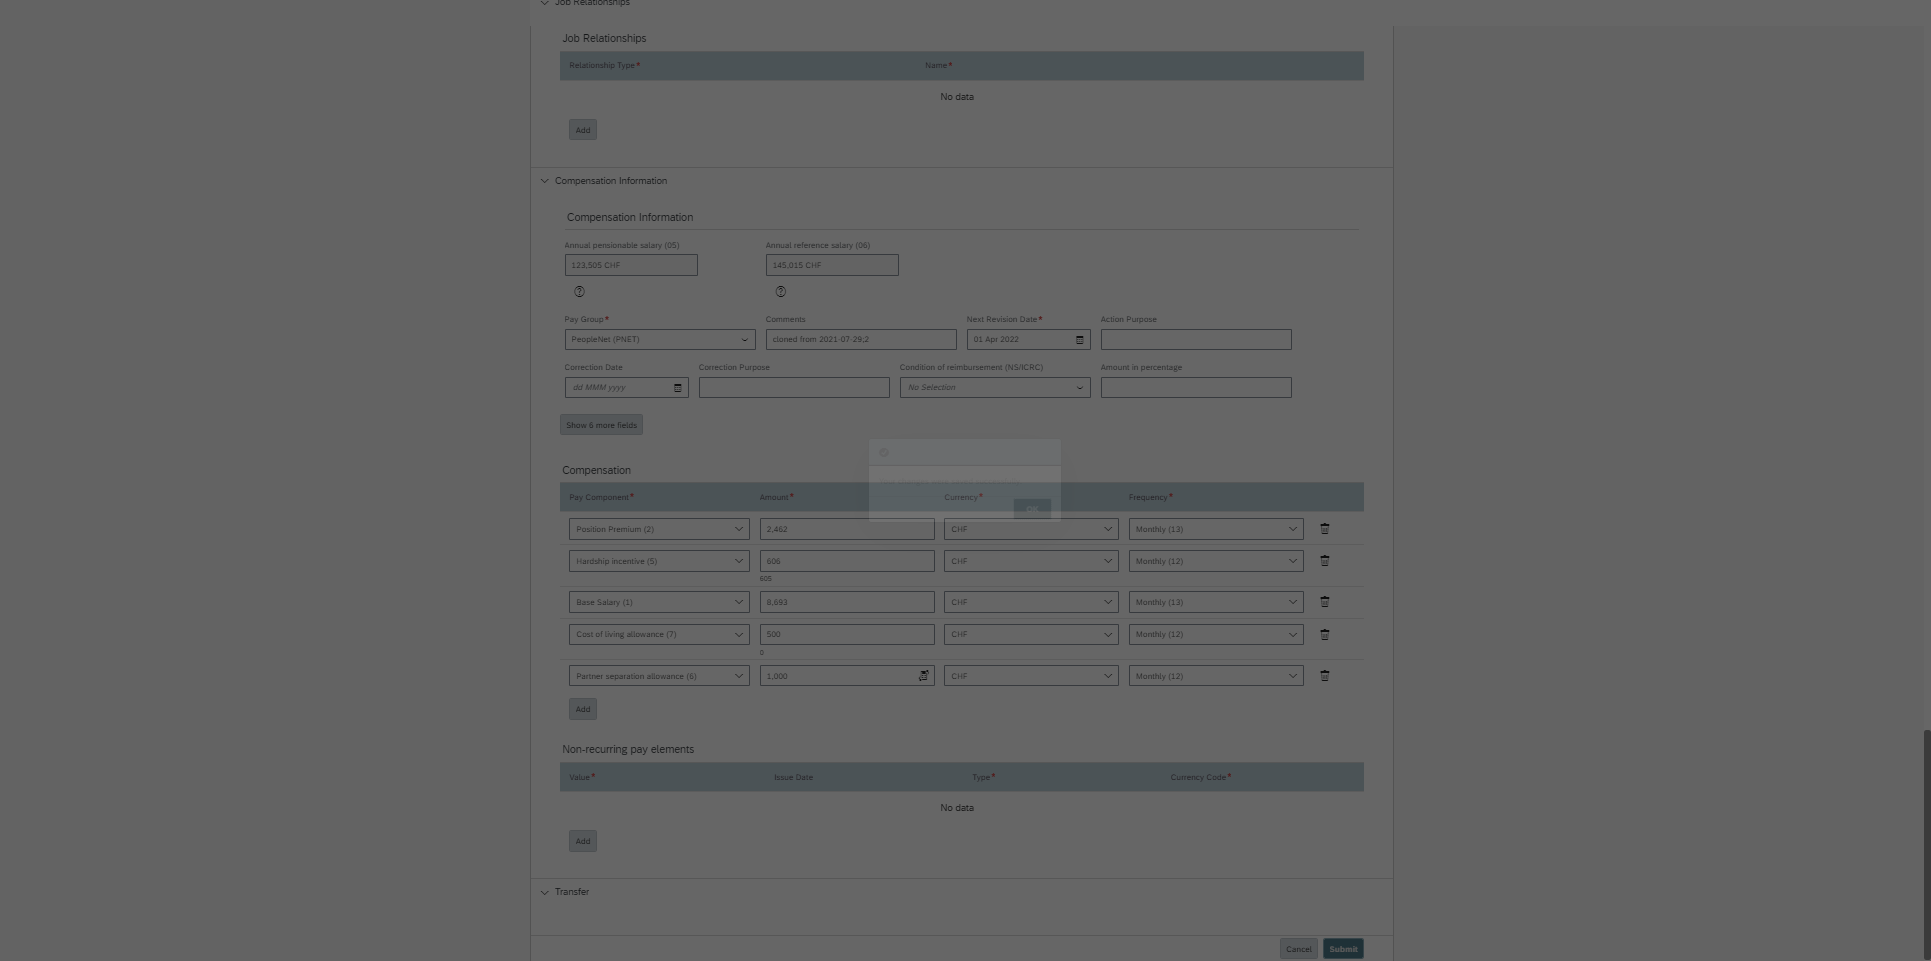 Job Relationships
Job Relationships
Relationship Type* Name*
No data
Add
Compensation Information
Compensation Information
Annual pensionable salary (05) Annual reference salary (06)
123,505 CHF 145,015 CHF
Pay Group* Comments Next Revision Date* Action Purpose
PeopleNet (PNET) cloned from 2021-07-29;2 01 Apr 2022
Correction Date Correction Purpose Condition of reimbursement (NS/ICRC) Amount in percentage
dd MMM yyyy No Selection
Show 6 more fields
Compensation
Pay Component* Amount* Currency* Frequency*
OK
Position Premium (2) 2,462 CHF Monthly (13)
Hardship incentive (5) 606 CHF Monthly (12)
605
Base Salary (1) 8,693 CHF Monthly (13)
Cost of living allowance (7) 500 CHF Monthly (12)
0
Partner separation allowance (6) 1,000 CHF Monthly (12)
Add
Non-recurring pay elements
Value* Issue Date Type* Currency Code*
No data
Add
Transfer
Cancel Submit